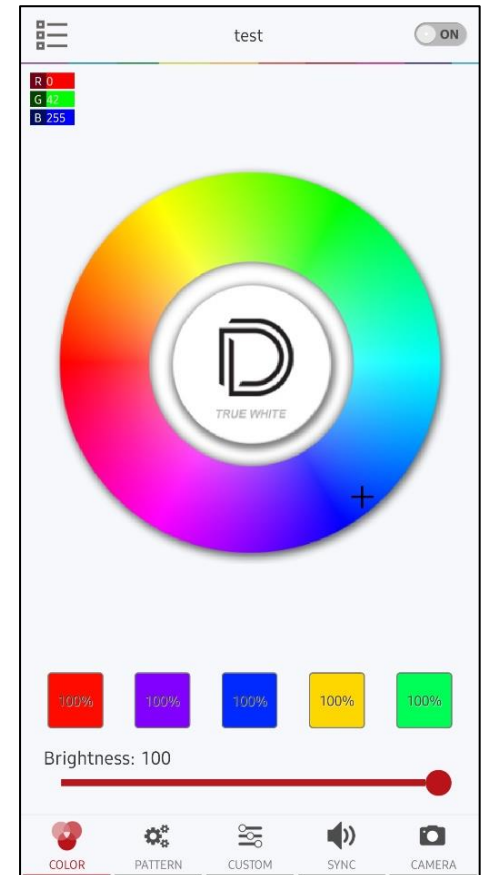 test
ON
R 0
G 42
B 255
TRUE WHITE
100% 100% 100% 100% 100%
Brightness: 100
COLOR PATTERN CUSTOM SYNC CAMERA